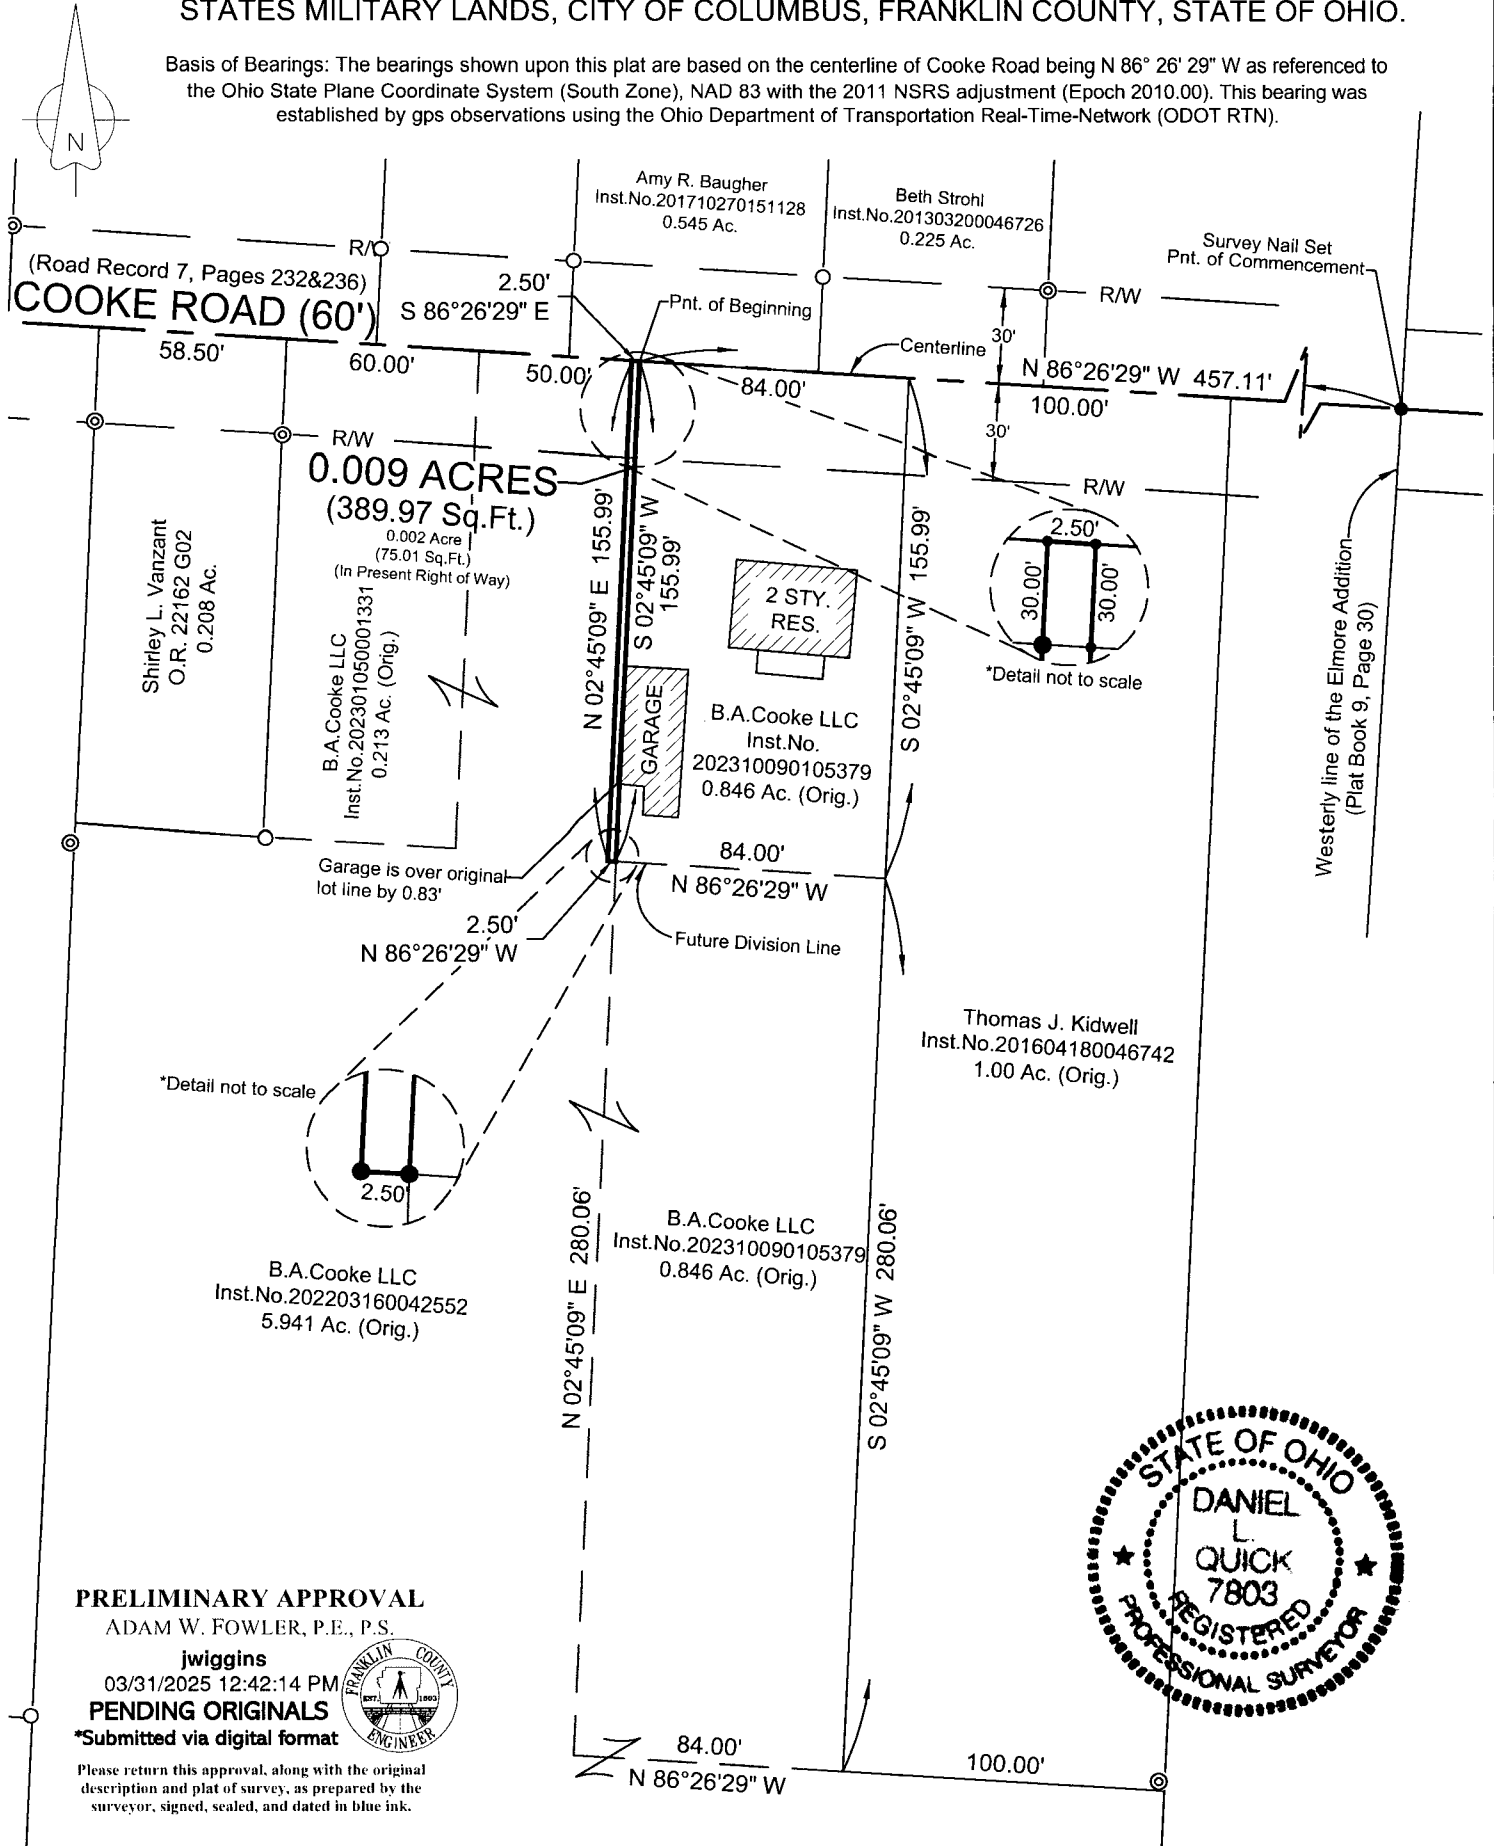 STATES MILITARY LANDS, CITY OF COLUMBUS, FRANKLIN COUNTY, STATE OF OHIO.
Basis of Bearings: The bearings shown upon this plat are based on the centerline of Cooke Road being N 86° 26' 29" W as referenced to
the Ohio State Plane Coordinate System (South Zone), NAD 83 with the 2011 NSRS adjustment (Epoch 2010.00). This bearing was
established by gps observations using the Ohio Department of Transportation Real-Time-Network (ODOT RTN).
N
Amy R. Baugher
Inst.No.201710270151128
0.545 Ac.
Beth Strohl
Inst.No.201303200046726
0.225 Ac.
Survey Nail Set
Pnt. of Commencement
R/W
(Road Record 7, Pages 232&236)
COOKE ROAD (60')
2.50'
S 86°26'29" E
Pnt. of Beginning
R/W
30'
Centerline
N 86°26'29" W 457.11'
58.50'
60.00'
50.00'
84.00'
100.00'
30'
R/W
R/W
0.009 ACRES
(389.97 Sq.Ft.)
0.002 Acre
(75.01 Sq.Ft.)
(In Present Right of Way)
Shirley L. Vanzant
O.R. 22162 G02
0.208 Ac.
B.A.Cooke LLC
Inst.No.202301050001331
0.213 Ac. (Orig.)
N 02°45'09" E 155.99'
S 02°45'09" W
155.99'
2 STY.
RES.
GARAGE
B.A.Cooke LLC
Inst.No.
202310090105379
0.846 Ac. (Orig.)
S 02°45'09" W 155.99'
2.50'
30.00'
30.00'
*Detail not to scale
Westerly line of the Elmore Addition
(Plat Book 9, Page 30)
Garage is over original
lot line by 0.83'
84.00'
N 86°26'29" W
2.50'
N 86°26'29" W
Future Division Line
Thomas J. Kidwell
Inst.No.201604180046742
1.00 Ac. (Orig.)
*Detail not to scale
2.50'
B.A.Cooke LLC
Inst.No.202203160042552
5.941 Ac. (Orig.)
N 02°45'09" E 280.06'
B.A.Cooke LLC
Inst.No.202310090105379
0.846 Ac. (Orig.)
S 02°45'09" W 280.06'
STATE OF OHIO
DANIEL
L.
QUICK
7803
REGISTERED
PROFESSIONAL SURVEYOR
PRELIMINARY APPROVAL
ADAM W. FOWLER, P.E., P.S.
jwiggins
03/31/2025 12:42:14 PM
PENDING ORIGINALS
*Submitted via digital format
FRANKLIN COUNTY
EST. 1803
ENGINEER
Please return this approval, along with the original
description and plat of survey, as prepared by the
surveyor, signed, sealed, and dated in blue ink.
84.00'
N 86°26'29" W
100.00'